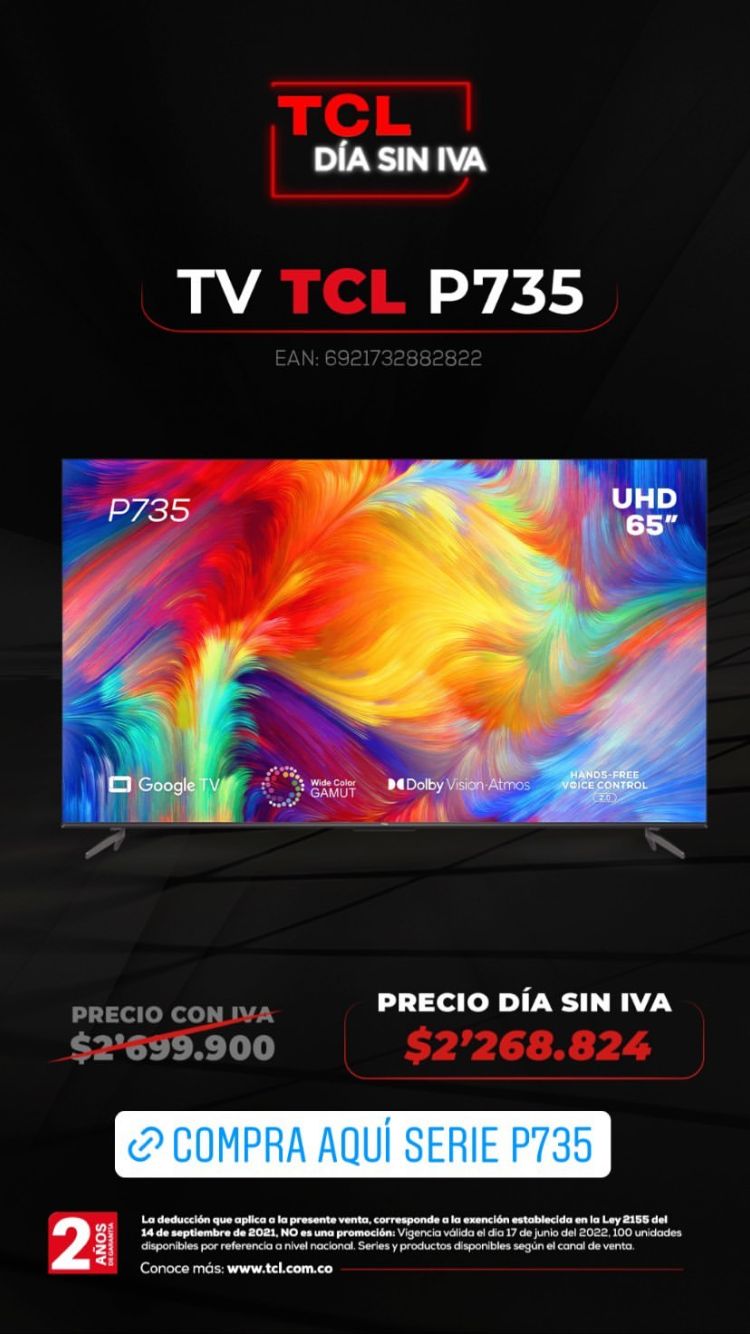 TCL
DÍA SIN IVA
TV TCL P735
EAN: 6921732882822
P735
UHD
65"
Google TV
Wide Color
GAMUT
Dolby Vision·Atmos
HANDS-FREE
VOICE CONTROL
2.0
PRECIO CON IVA
$2'699.900
PRECIO DÍA SIN IVA
$2'268.824
COMPRA AQUÍ SERIE P735
2 AÑOS
DE GARANTÍA
La deducción que aplica a la presente venta, corresponde a la exención establecida en la Ley 2155 del
14 de septiembre de 2021, NO es una promoción: Vigencia válida el dia 17 de junio del 2022, 100 unidades
disponibles por referencia a nivel nacional. Series y productos disponibles según el canal de venta.
Conoce más: www.tcl.com.co